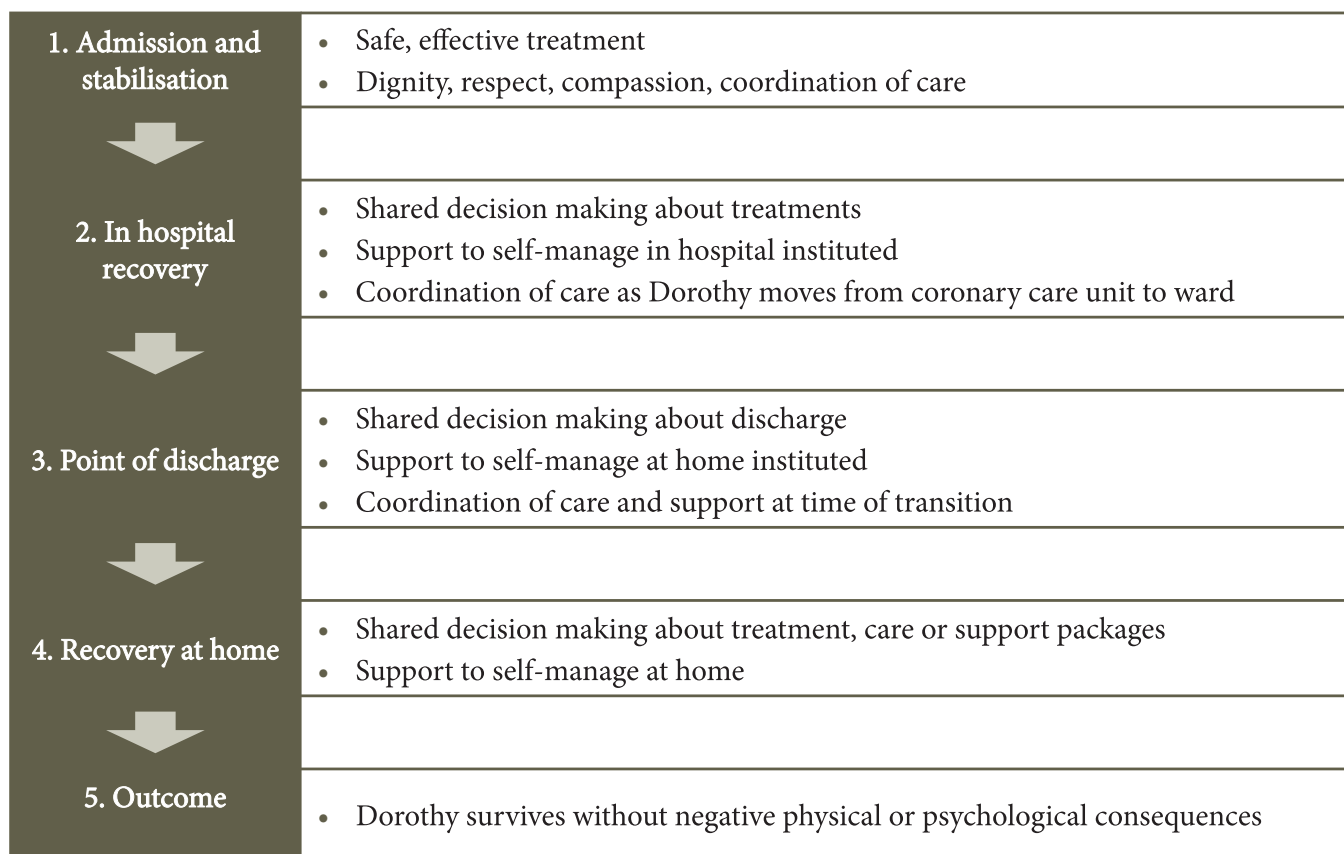 1. Admission and
stabilisation
• Safe, effective treatment
• Dignity, respect, compassion, coordination of care
2. In hospital
recovery
• Shared decision making about treatments
• Support to self-manage in hospital instituted
• Coordination of care as Dorothy moves from coronary care unit to ward
3. Point of discharge
• Shared decision making about discharge
• Support to self-manage at home instituted
• Coordination of care and support at time of transition
4. Recovery at home
• Shared decision making about treatment, care or support packages
• Support to self-manage at home
5. Outcome
• Dorothy survives without negative physical or psychological consequences